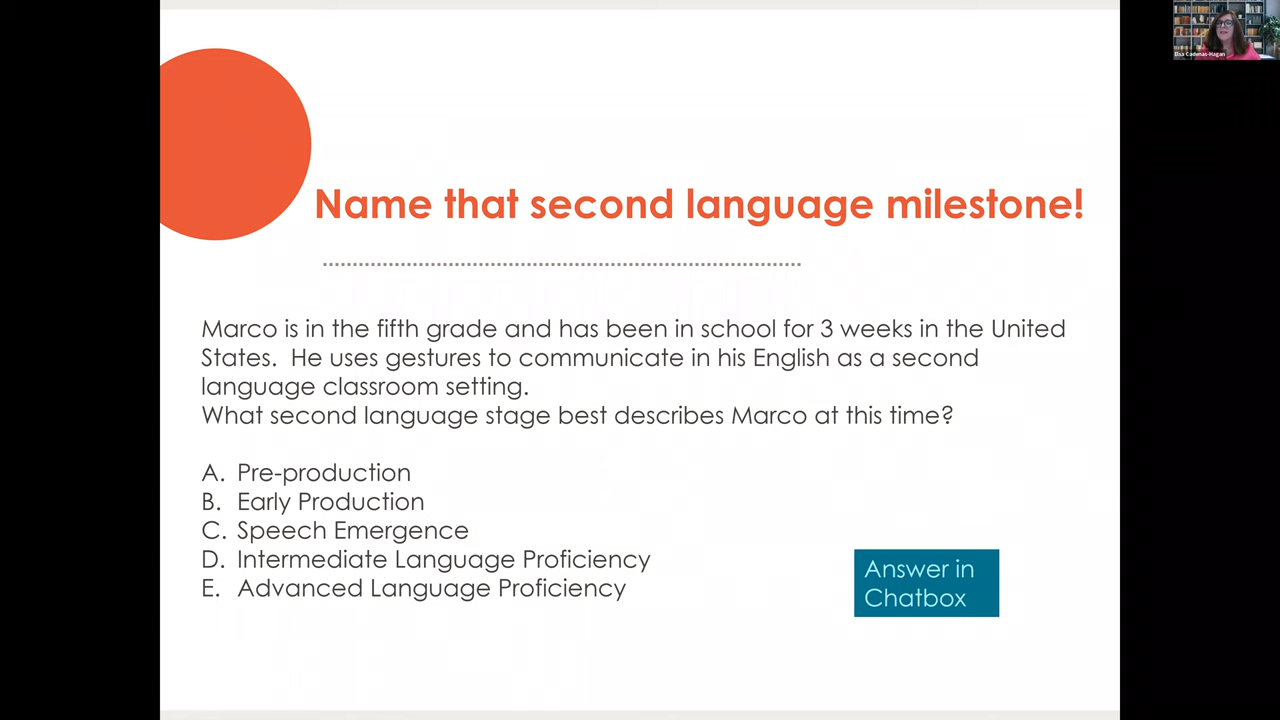 Elsa Cadenas-Hagan
Name that second language milestone!
Marco is in the fifth grade and has been in school for 3 weeks in the United
States. He uses gestures to communicate in his English as a second
language classroom setting.
What second language stage best describes Marco at this time?
A. Pre-production
B. Early Production
C. Speech Emergence
D. Intermediate Language Proficiency
E. Advanced Language Proficiency
Answer in
Chatbox